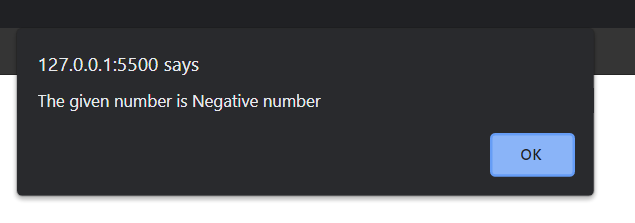 127.0.0.1:5500 says
The given number is Negative number
OK